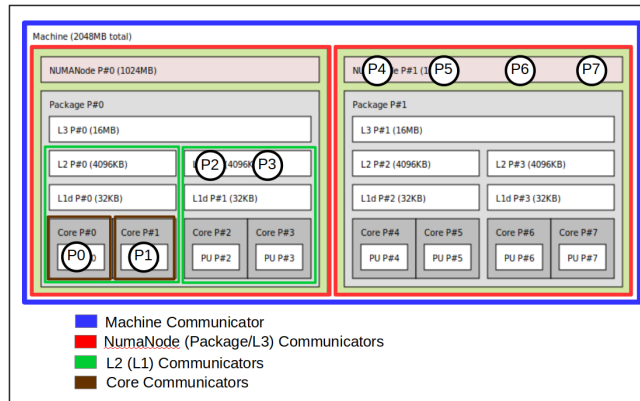 Machine (2048MB total)
NUMANode P#0 (1024MB)
P4 P5 P6 P7
Package P#0
Package P#1
L3 P#0 (16MB)
L3 P#1 (16MB)
L2 P#0 (4096KB)
P2 P3
L2 P#2 (4096KB)
L2 P#3 (4096KB)
L1d P#0 (32KB)
L1d P#1 (32KB)
L1d P#2 (32KB)
L1d P#3 (32KB)
Core P#0
Core P#1
Core P#2
Core P#3
Core P#4
Core P#5
Core P#6
Core P#7
P0
P1
PU P#2
PU P#3
PU P#4
PU P#5
PU P#6
PU P#7
Machine Communicator
NumaNode (Package/L3) Communicators
L2 (L1) Communicators
Core Communicators